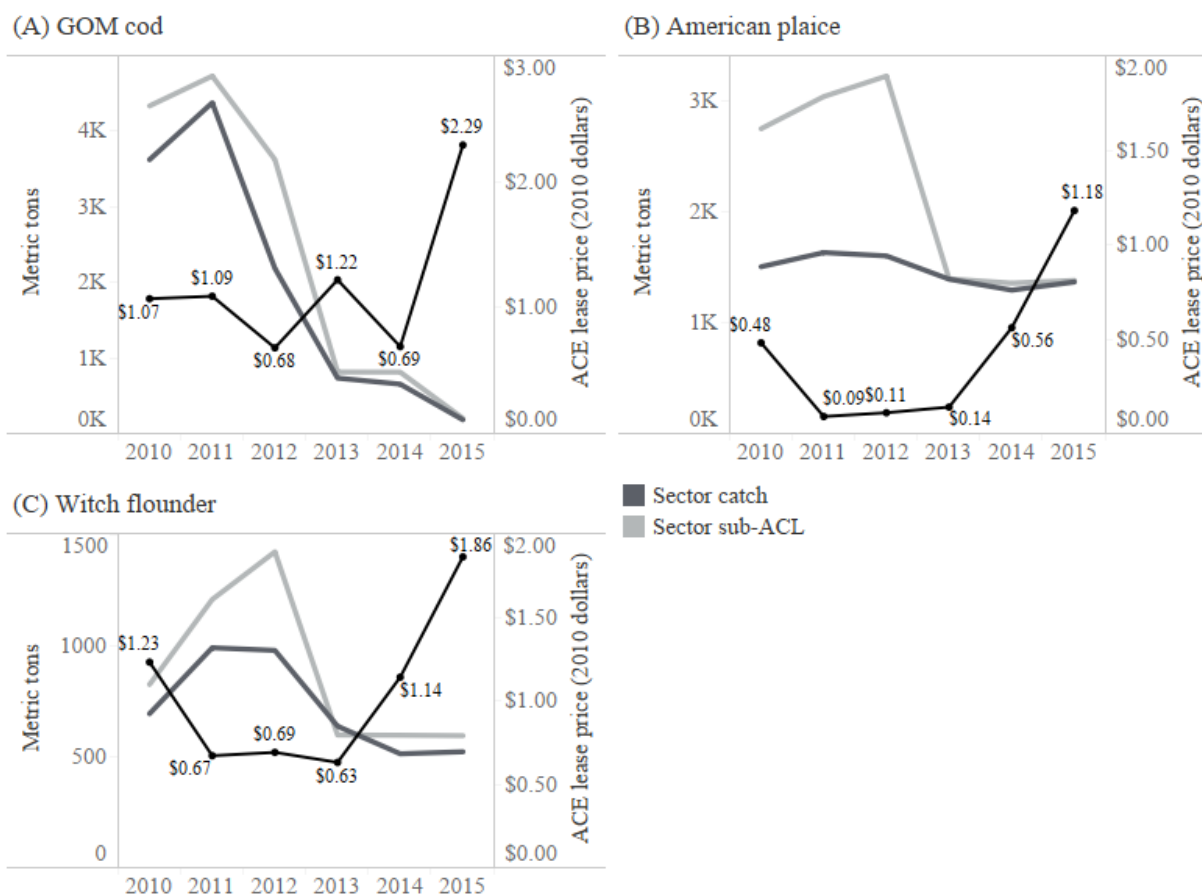 (A) GOM cod
Metric tons
4K
3K
2K
1K
0K
$3.00
$2.00
$1.00
$0.00
ACE lease price (2010 dollars)
$1.07
$1.09
$0.68
$1.22
$0.69
$2.29
2010 2011 2012 2013 2014 2015
(B) American plaice
Metric tons
3K
2K
1K
0K
$2.00
$1.50
$1.00
$0.50
$0.00
ACE lease price (2010 dollars)
$0.48
$0.09
$0.11
$0.14
$0.56
$1.18
2010 2011 2012 2013 2014 2015
(C) Witch flounder
Metric tons
1500
1000
500
0
$2.00
$1.50
$1.00
$0.50
$0.00
ACE lease price (2010 dollars)
$1.23
$0.67
$0.69
$0.63
$1.14
$1.86
2010 2011 2012 2013 2014 2015
Sector catch
Sector sub-ACL